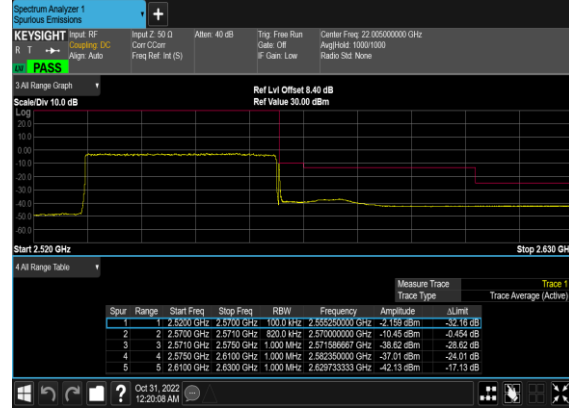 Spectrum Analyzer 1
Spurious Emissions
+
KEYSIGHT Input: RF Input Z: 50 Ω Atten: 40 dB Trig: Free Run Center Freq: 22.005000000 GHz
R T Coupling: DC Corr CCorr Gate: Off Avg|Hold: 1000/1000
Align: Auto Freq Ref: Int (S) IF Gain: Low Radio Std: None
LXI PASS
3 All Range Graph
Ref Lvl Offset 8.40 dB
Scale/Div 10.0 dB Ref Value 30.00 dBm
Log
20.0
10.0
0.00
-10.0
-20.0
-30.0
-40.0
-50.0
-60.0
Start 2.520 GHz Stop 2.630 GH
4 All Range Table
Measure Trace Trace 1
Trace Type Trace Average (Active)
Spur Range Start Freq Stop Freq RBW Frequency Amplitude ΔLimit
1 1 2.5200 GHz 2.5700 GHz 100.0 kHz 2.555250000 GHz -2.159 dBm -32.16 dB
2 2 2.5700 GHz 2.5710 GHz 820.0 kHz 2.570000000 GHz -10.45 dBm -0.454 dB
3 3 2.5710 GHz 2.5750 GHz 1.000 MHz 2.571586667 GHz -38.62 dBm -28.62 dB
4 4 2.5750 GHz 2.6100 GHz 1.000 MHz 2.582350000 GHz -37.01 dBm -24.01 dB
5 5 2.6100 GHz 2.6300 GHz 1.000 MHz 2.629733333 GHz -42.13 dBm -17.13 dB
? Oct 31, 2022
12:20:08 AM